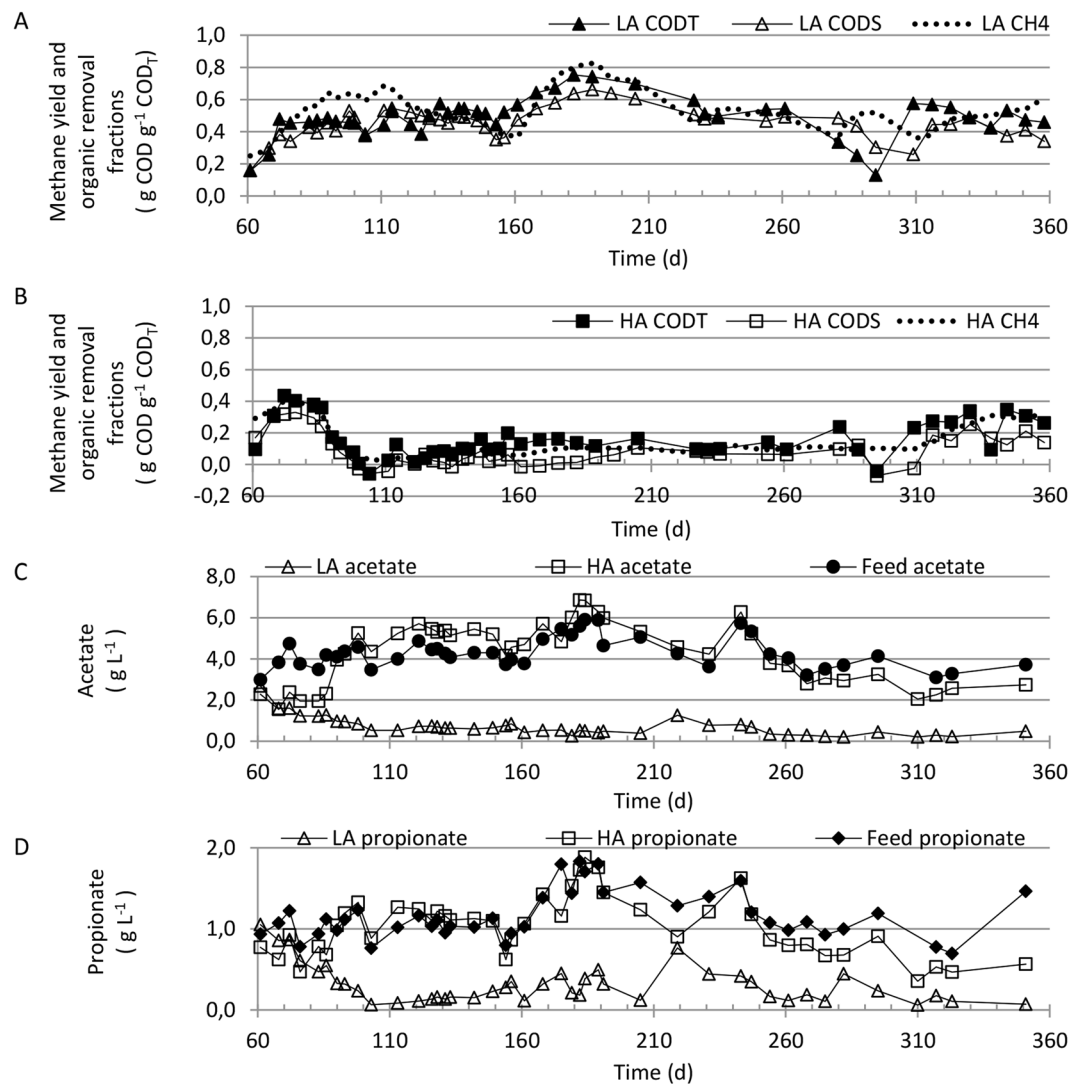 A
LA CODT LA CODS LA CH4
Methane yield and
organic removal
fractions
( g COD g-1 CODT)
1,0
0,8
0,6
0,4
0,2
0,0
60 110 160 210 260 310 360
Time (d)
B
HA CODT HA CODS HA CH4
Methane yield and
organic removal
fractions
( g COD g-1 CODT)
1,0
0,8
0,6
0,4
0,2
0,0
-0,2
60 110 160 210 260 310 360
Time (d)
C
LA acetate HA acetate Feed acetate
Acetate
( g L-1 )
8,0
6,0
4,0
2,0
0,0
60 110 160 210 260 310 360
Time (d)
D
LA propionate HA propionate Feed propionate
Propionate
( g L-1 )
2,0
1,0
0,0
60 110 160 210 260 310 360
Time (d)